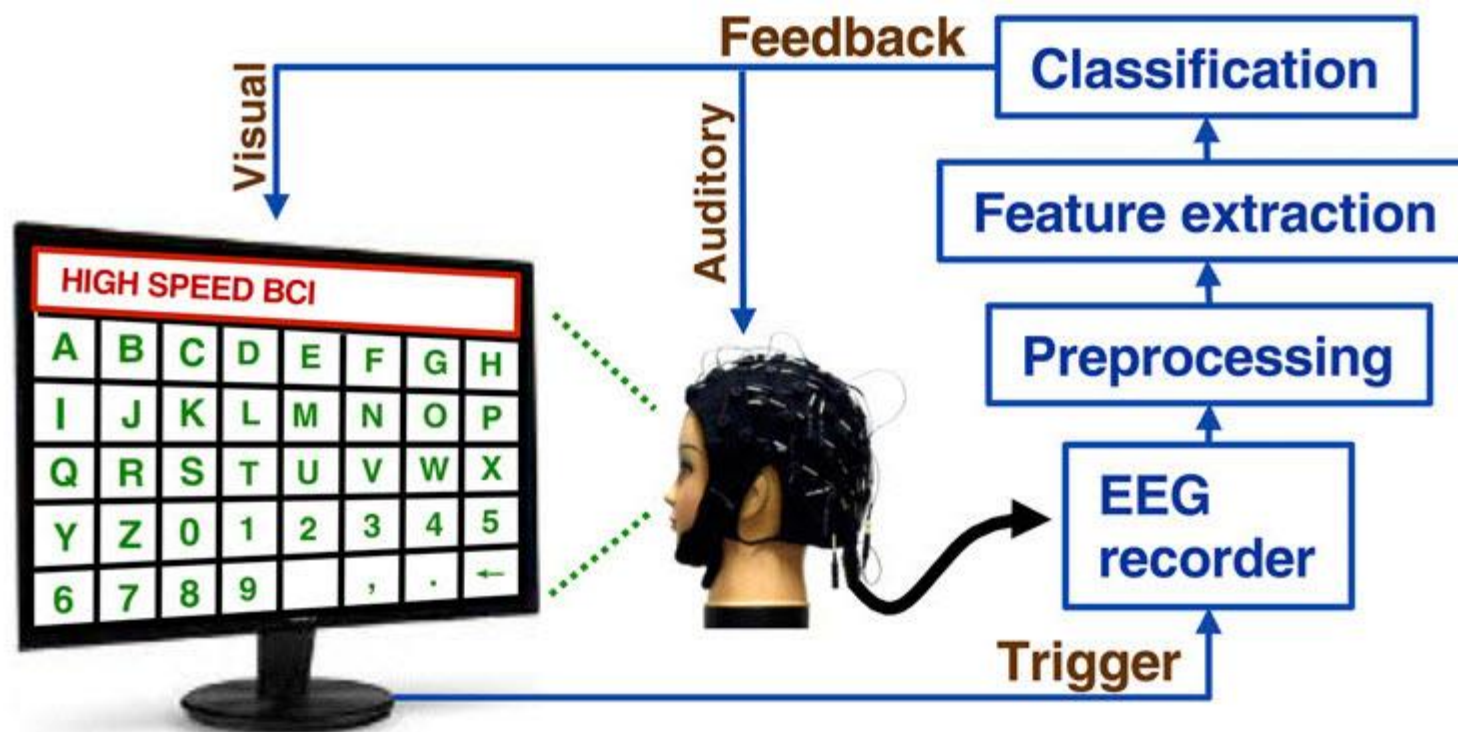 Feedback
Classification
Visual
Auditory
Feature extraction
HIGH SPEED BCI
A B C D E F G H
I J K L M N O P
Q R S T U V W X
Y Z 0 1 2 3 4 5
6 7 8 9 , . ←
Preprocessing
EEG
recorder
Trigger